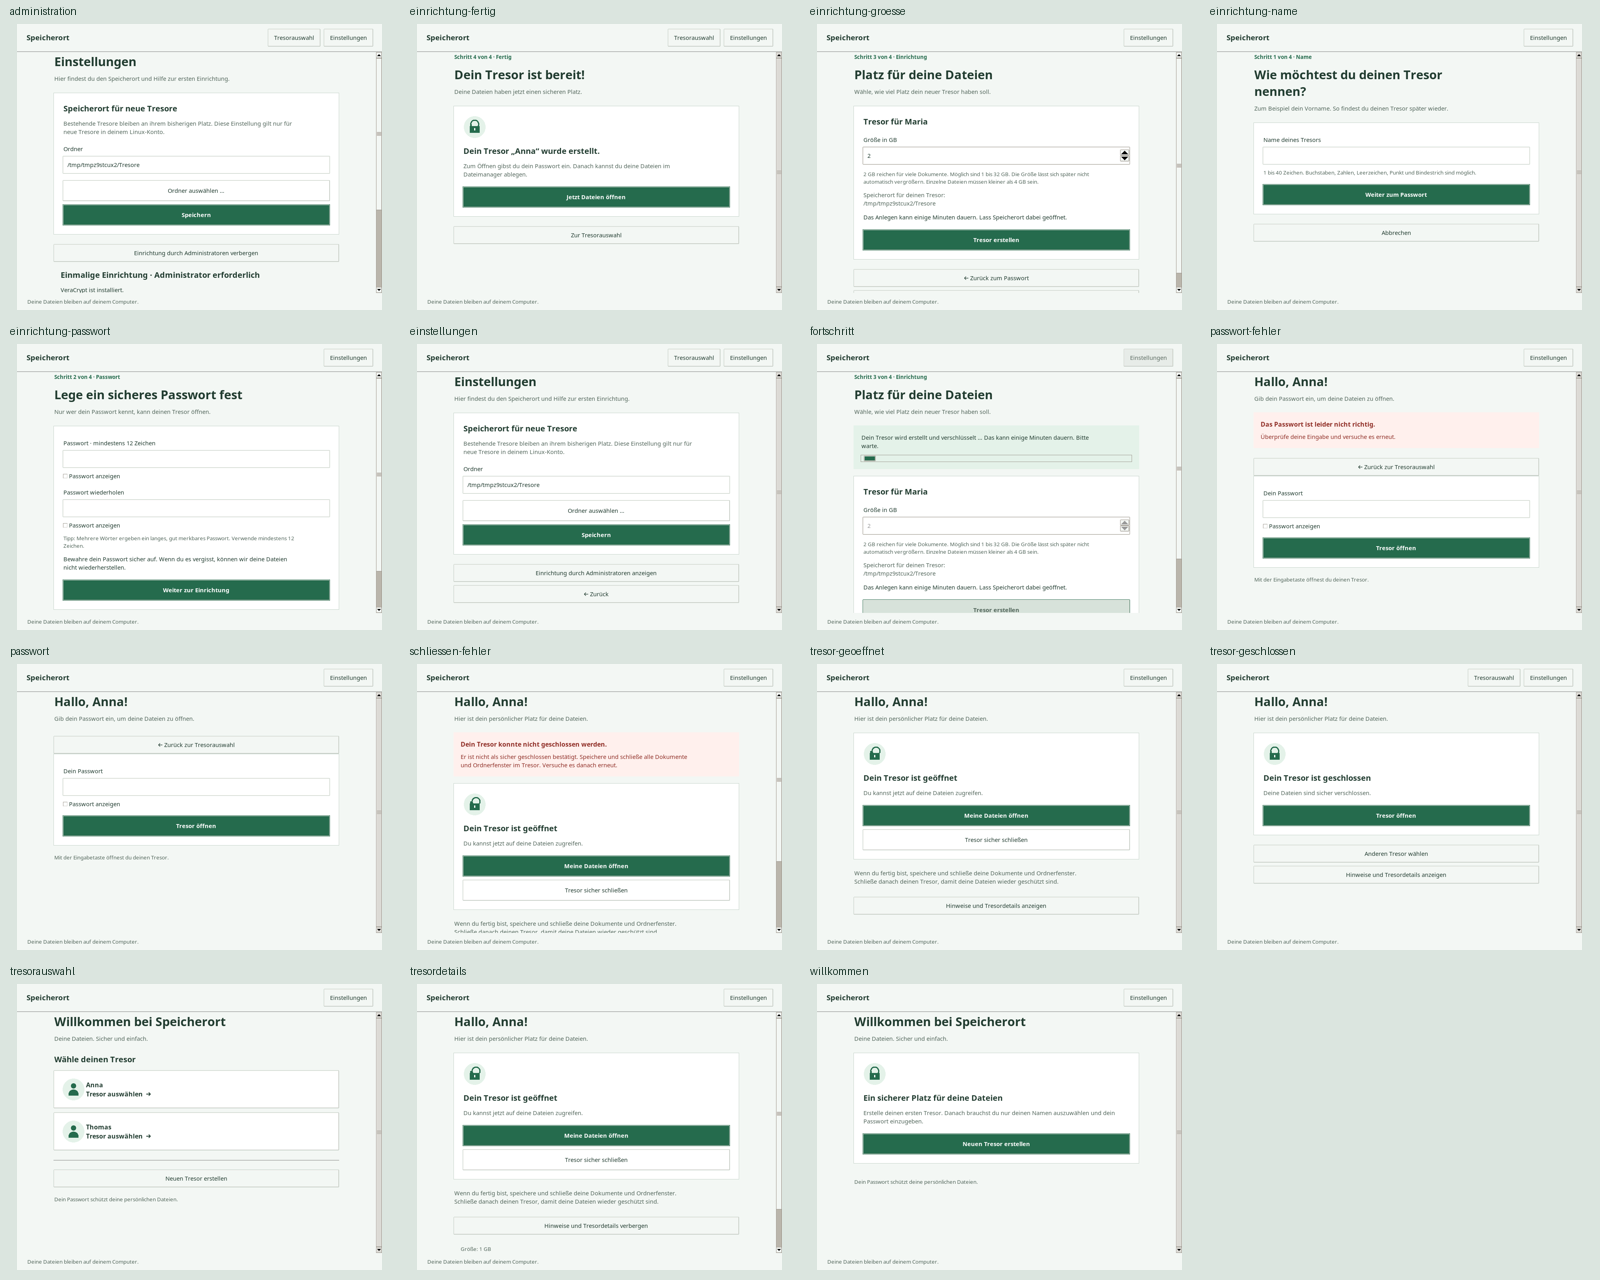 administration
Speicherort
Tresorauswahl
Einstellungen
Einstellungen
Hier findest du den Speicherort und Hilfe zur ersten Einrichtung.
Speicherort für neue Tresore
Bestehende Tresore bleiben an ihrem bisherigen Platz. Diese Einstellung gilt nur für
neue Tresore in deinem Linux-Konto.
Ordner
/tmp/tmpz9stcux2/Tresore
Ordner auswählen ...
Speichern
Einrichtung durch Administratoren verbergen
Einmalige Einrichtung · Administrator erforderlich
VeraCrypt ist installiert.
Deine Dateien bleiben auf deinem Computer.
einrichtung-fertig
Speicherort
Tresorauswahl
Einstellungen
Schritt 4 von 4 · Fertig
Dein Tresor ist bereit!
Deine Dateien haben jetzt einen sicheren Platz.
Dein Tresor „Anna“ wurde erstellt.
Zum Öffnen gibst du dein Passwort ein. Danach kannst du deine Dateien im
Dateimanager ablegen.
Jetzt Dateien öffnen
Zur Tresorauswahl
Deine Dateien bleiben auf deinem Computer.
einrichtung-groesse
Speicherort
Einstellungen
Schritt 3 von 4 · Einrichtung
Platz für deine Dateien
Wähle, wie viel Platz dein neuer Tresor haben soll.
Tresor für Maria
Größe in GB
2
2 GB reichen für viele Dokumente. Möglich sind 1 bis 32 GB. Die Größe lässt sich später nicht
automatisch vergrößern. Einzelne Dateien müssen kleiner als 4 GB sein.
Speicherort für deinen Tresor:
/tmp/tmpz9stcux2/Tresore
Das Anlegen kann einige Minuten dauern. Lass Speicherort dabei geöffnet.
Tresor erstellen
← Zurück zum Passwort
Deine Dateien bleiben auf deinem Computer.
einrichtung-name
Speicherort
Einstellungen
Schritt 1 von 4 · Name
Wie möchtest du deinen Tresor
nennen?
Zum Beispiel dein Vorname. So findest du deinen Tresor später wieder.
Name deines Tresors
1 bis 40 Zeichen. Buchstaben, Zahlen, Leerzeichen, Punkt und Bindestrich sind möglich.
Weiter zum Passwort
Abbrechen
Deine Dateien bleiben auf deinem Computer.
einrichtung-passwort
Speicherort
Einstellungen
Schritt 2 von 4 · Passwort
Lege ein sicheres Passwort fest
Nur wer dein Passwort kennt, kann deinen Tresor öffnen.
Passwort · mindestens 12 Zeichen
Passwort anzeigen
Passwort wiederholen
Passwort anzeigen
Tipp: Mehrere Wörter ergeben ein langes, gut merkbares Passwort. Verwende mindestens 12
Zeichen.
Bewahre dein Passwort sicher auf. Wenn du es vergisst, können wir deine Dateien
nicht wiederherstellen.
Weiter zur Einrichtung
Deine Dateien bleiben auf deinem Computer.
einstellungen
Speicherort
Tresorauswahl
Einstellungen
Einstellungen
Hier findest du den Speicherort und Hilfe zur ersten Einrichtung.
Speicherort für neue Tresore
Bestehende Tresore bleiben an ihrem bisherigen Platz. Diese Einstellung gilt nur für
neue Tresore in deinem Linux-Konto.
Ordner
/tmp/tmpz9stcux2/Tresore
Ordner auswählen ...
Speichern
Einrichtung durch Administratoren anzeigen
← Zurück
Deine Dateien bleiben auf deinem Computer.
fortschritt
Speicherort
Einstellungen
Schritt 3 von 4 · Einrichtung
Platz für deine Dateien
Wähle, wie viel Platz dein neuer Tresor haben soll.
Dein Tresor wird erstellt und verschlüsselt ... Das kann einige Minuten dauern. Bitte
warte.
Tresor für Maria
Größe in GB
2
2 GB reichen für viele Dokumente. Möglich sind 1 bis 32 GB. Die Größe lässt sich später nicht
automatisch vergrößern. Einzelne Dateien müssen kleiner als 4 GB sein.
Speicherort für deinen Tresor:
/tmp/tmpz9stcux2/Tresore
Das Anlegen kann einige Minuten dauern. Lass Speicherort dabei geöffnet.
Tresor erstellen
Deine Dateien bleiben auf deinem Computer.
passwort-fehler
Speicherort
Einstellungen
Hallo, Anna!
Gib dein Passwort ein, um deine Dateien zu öffnen.
Das Passwort ist leider nicht richtig.
Überprüfe deine Eingabe und versuche es erneut.
← Zurück zur Tresorauswahl
Dein Passwort
Passwort anzeigen
Tresor öffnen
Mit der Eingabetaste öffnest du deinen Tresor.
Deine Dateien bleiben auf deinem Computer.
passwort
Speicherort
Einstellungen
Hallo, Anna!
Gib dein Passwort ein, um deine Dateien zu öffnen.
← Zurück zur Tresorauswahl
Dein Passwort
Passwort anzeigen
Tresor öffnen
Mit der Eingabetaste öffnest du deinen Tresor.
Deine Dateien bleiben auf deinem Computer.
schliessen-fehler
Speicherort
Einstellungen
Hallo, Anna!
Hier ist dein persönlicher Platz für deine Dateien.
Dein Tresor konnte nicht geschlossen werden.
Er ist nicht als sicher geschlossen bestätigt. Speichere und schließe alle Dokumente
und Ordnerfenster im Tresor. Versuche es danach erneut.
Dein Tresor ist geöffnet
Du kannst jetzt auf deine Dateien zugreifen.
Meine Dateien öffnen
Tresor sicher schließen
Wenn du fertig bist, speichere und schließe deine Dokumente und Ordnerfenster.
Schließe danach deinen Tresor, damit deine Dateien wieder geschützt sind.
Deine Dateien bleiben auf deinem Computer.
tresor-geoeffnet
Speicherort
Einstellungen
Hallo, Anna!
Hier ist dein persönlicher Platz für deine Dateien.
Dein Tresor ist geöffnet
Du kannst jetzt auf deine Dateien zugreifen.
Meine Dateien öffnen
Tresor sicher schließen
Wenn du fertig bist, speichere und schließe deine Dokumente und Ordnerfenster.
Schließe danach deinen Tresor, damit deine Dateien wieder geschützt sind.
Hinweise und Tresordetails anzeigen
Deine Dateien bleiben auf deinem Computer.
tresor-geschlossen
Speicherort
Tresorauswahl
Einstellungen
Hallo, Anna!
Hier ist dein persönlicher Platz für deine Dateien.
Dein Tresor ist geschlossen
Deine Dateien sind sicher verschlossen.
Tresor öffnen
Anderen Tresor wählen
Hinweise und Tresordetails anzeigen
Deine Dateien bleiben auf deinem Computer.
tresorauswahl
Speicherort
Einstellungen
Willkommen bei Speicherort
Deine Dateien. Sicher und einfach.
Wähle deinen Tresor
Anna
Tresor auswählen →
Thomas
Tresor auswählen →
Neuen Tresor erstellen
Dein Passwort schützt deine persönlichen Dateien.
Deine Dateien bleiben auf deinem Computer.
tresordetails
Speicherort
Einstellungen
Hallo, Anna!
Hier ist dein persönlicher Platz für deine Dateien.
Dein Tresor ist geöffnet
Du kannst jetzt auf deine Dateien zugreifen.
Meine Dateien öffnen
Tresor sicher schließen
Wenn du fertig bist, speichere und schließe deine Dokumente und Ordnerfenster.
Schließe danach deinen Tresor, damit deine Dateien wieder geschützt sind.
Hinweise und Tresordetails verbergen
Größe: 1 GB
Deine Dateien bleiben auf deinem Computer.
willkommen
Speicherort
Einstellungen
Willkommen bei Speicherort
Deine Dateien. Sicher und einfach.
Ein sicherer Platz für deine Dateien
Erstelle deinen ersten Tresor. Danach brauchst du nur deinen Namen auszuwählen und dein
Passwort einzugeben.
Neuen Tresor erstellen
Dein Passwort schützt deine persönlichen Dateien.
Deine Dateien bleiben auf deinem Computer.